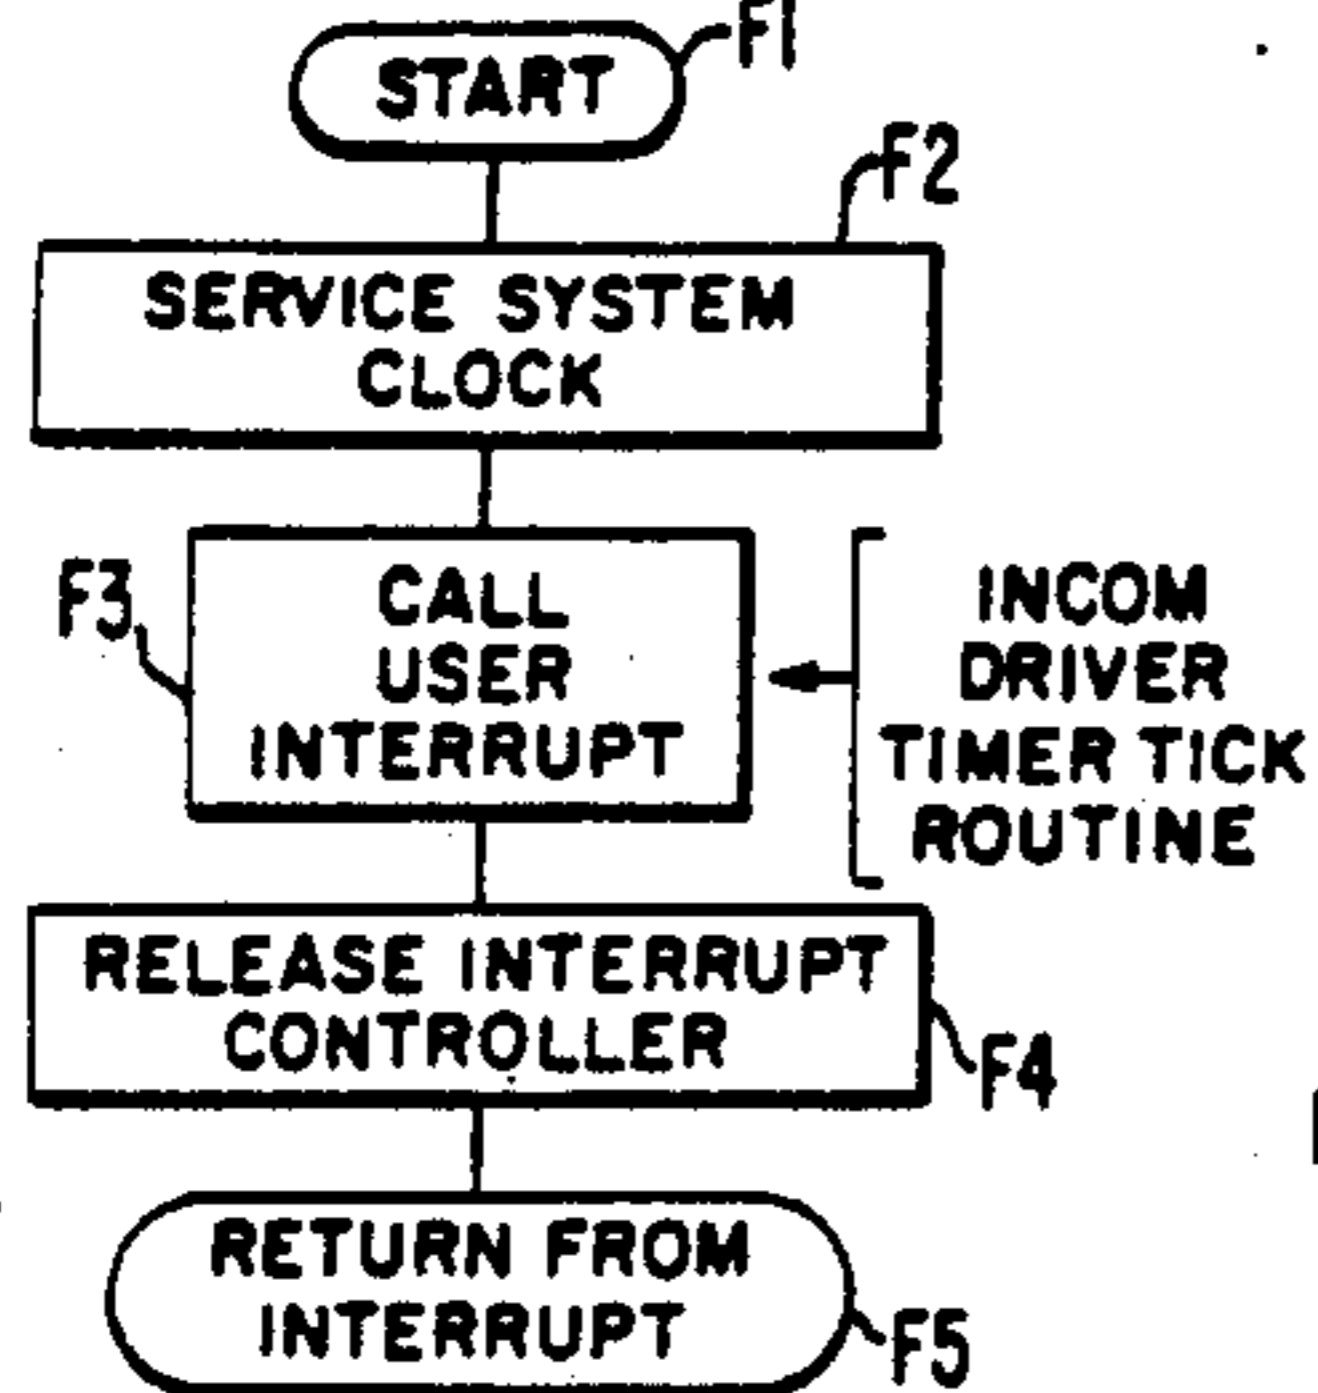 START
F1
F2
SERVICE SYSTEM
CLOCK
F3
CALL
USER
INTERRUPT
INCOM
DRIVER
TIMER TICK
ROUTINE
RELEASE INTERRUPT
CONTROLLER
F4
RETURN FROM
INTERRUPT
F5